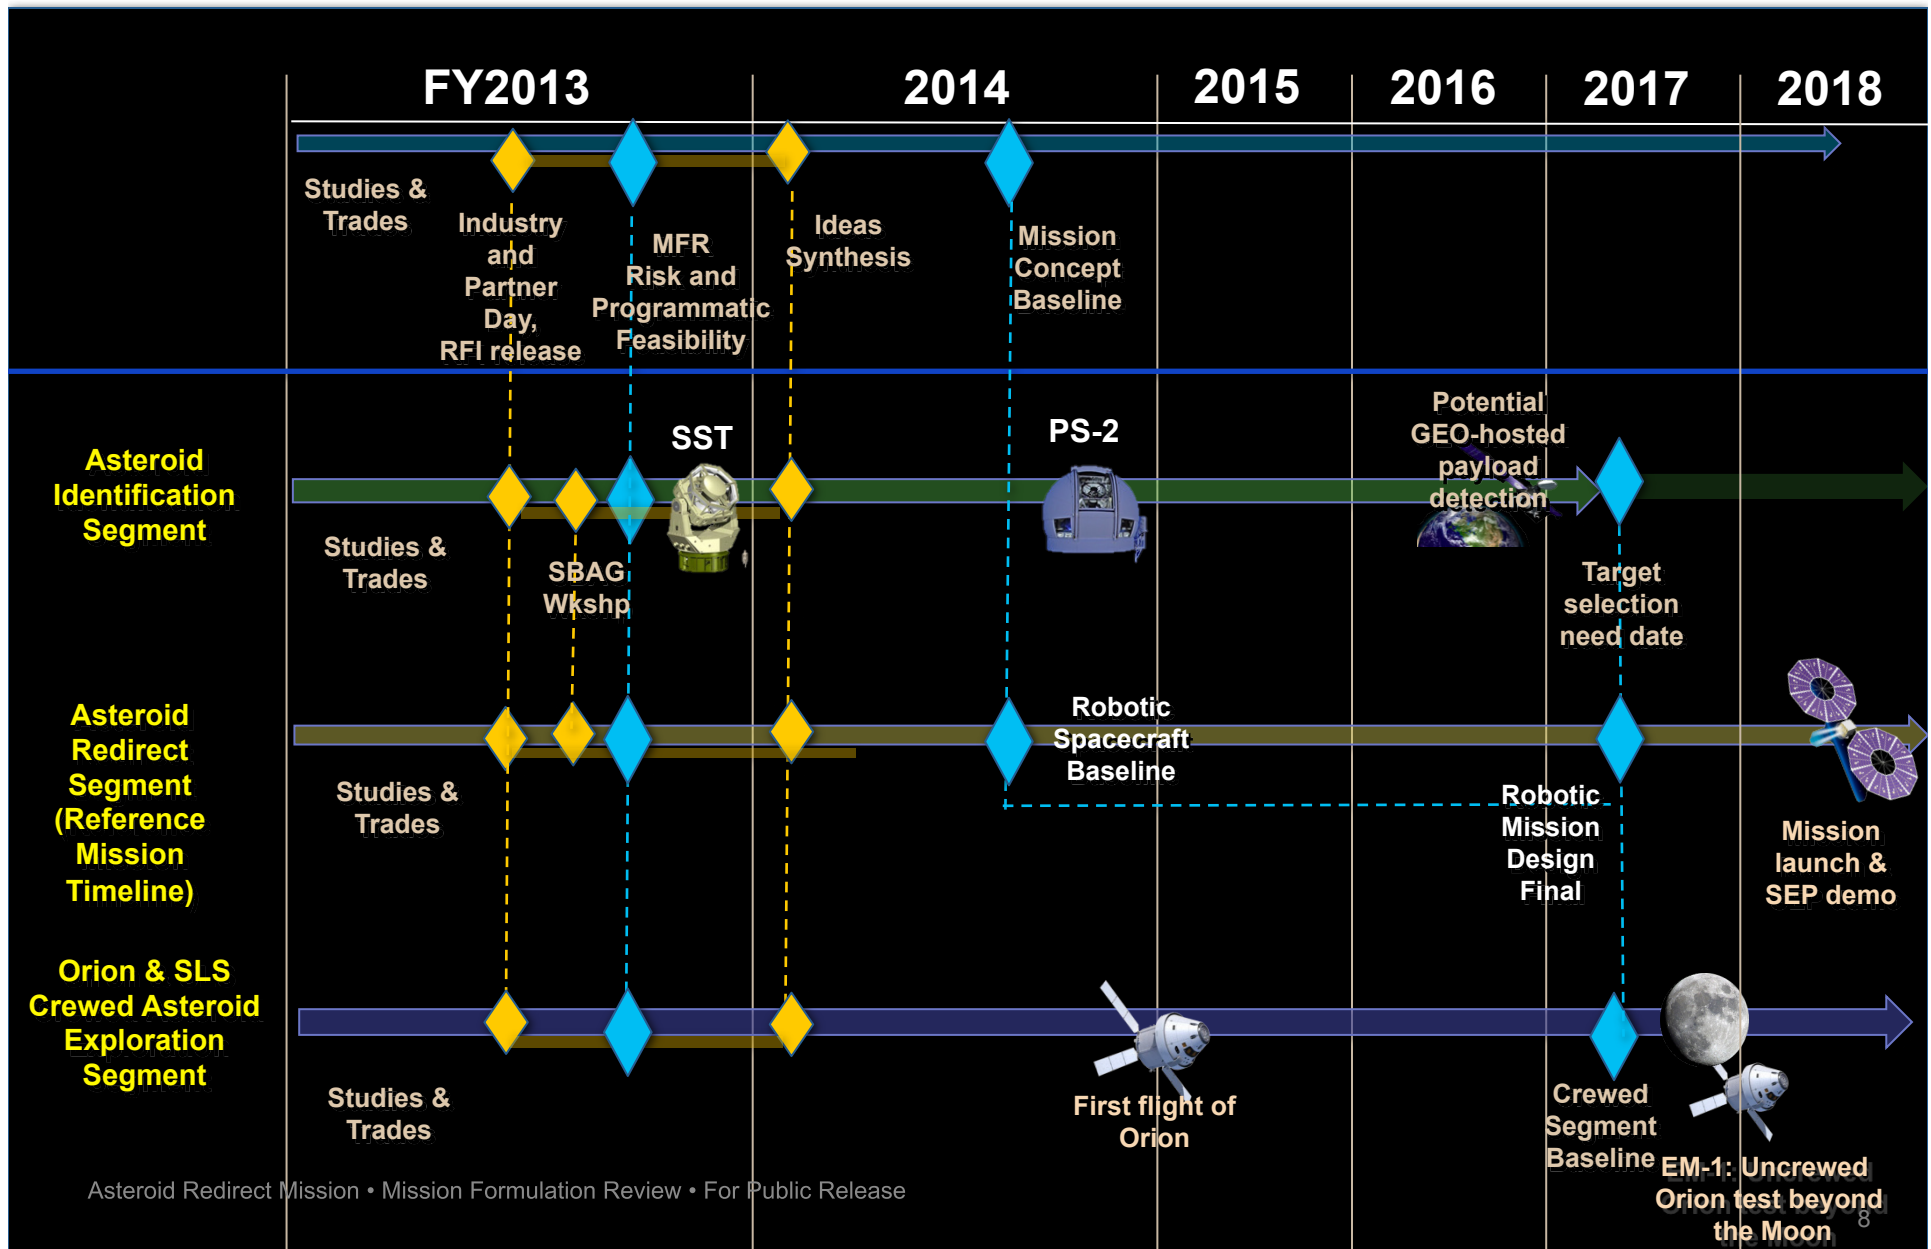 FY2013
2014
2015
2016
2017
2018
Studies &
Trades
Industry
and
Partner
Day,
RFI release
MFR
Risk and
Programmatic
Feasibility
Ideas
Synthesis
Mission
Concept
Baseline
Asteroid
Identification
Segment
Studies &
Trades
SBAG
Wkshp
SST
PS-2
Potential
GEO-hosted
payload
detection
Target
selection
need date
Asteroid
Redirect
Segment
(Reference
Mission
Timeline)
Studies &
Trades
Robotic
Spacecraft
Baseline
Robotic
Mission
Design
Final
Mission
launch &
SEP demo
Orion & SLS
Crewed Asteroid
Exploration
Segment
Studies &
Trades
First flight of
Orion
Crewed
Segment
Baseline
EM-1: Uncrewed
Orion test beyond
the Moon
Asteroid Redirect Mission • Mission Formulation Review • For Public Release
8